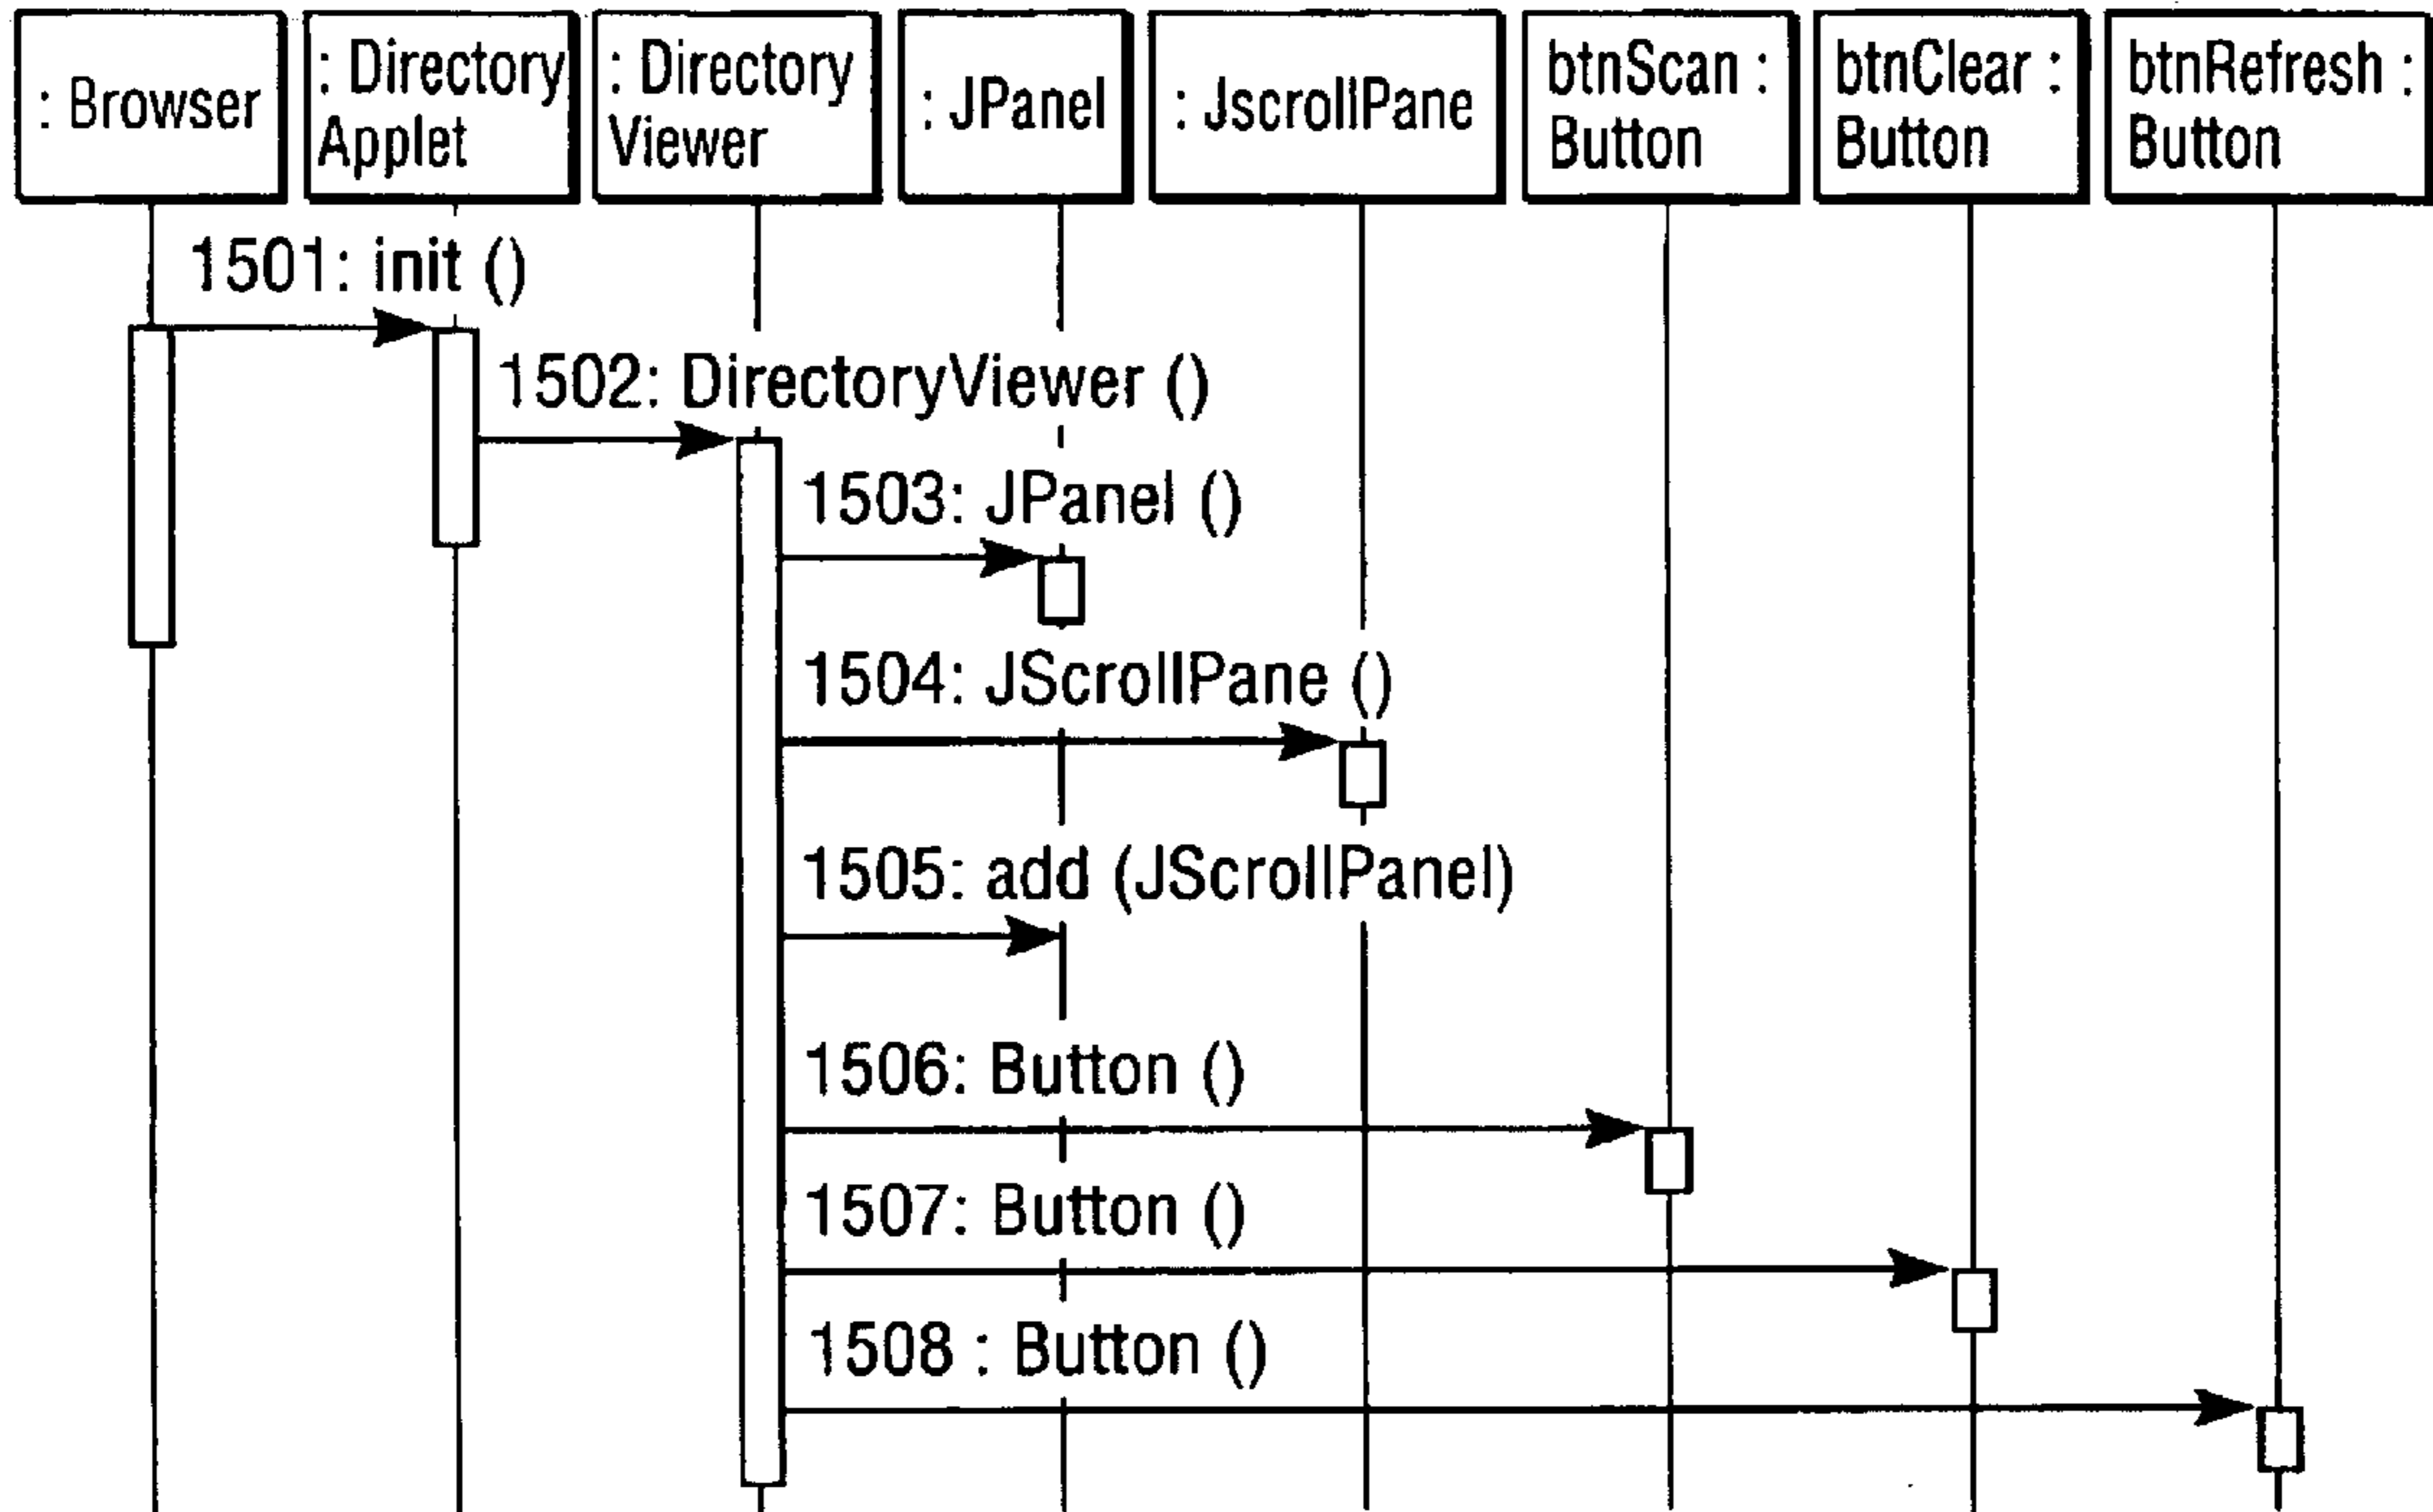 : Browser
: Directory
Applet
: Directory
Viewer
: JPanel
: JscrollPane
btnScan :
Button
btnClear :
Button
btnRefresh :
Button
1501: init ()
1502: DirectoryViewer ()
1503: JPanel ()
1504: JScrollPane ()
1505: add (JScrollPanel)
1506: Button ()
1507: Button ()
1508 : Button ()